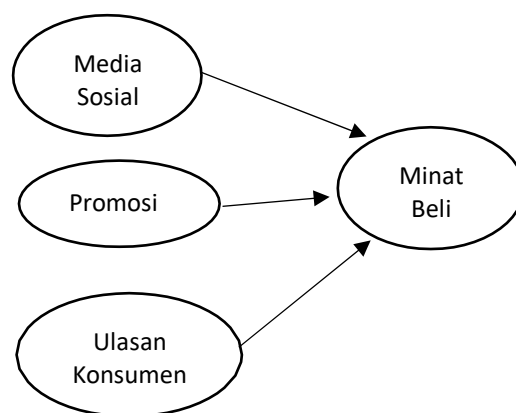 Media
Sosial
Promosi
Minat
Beli
Ulasan
Konsumen